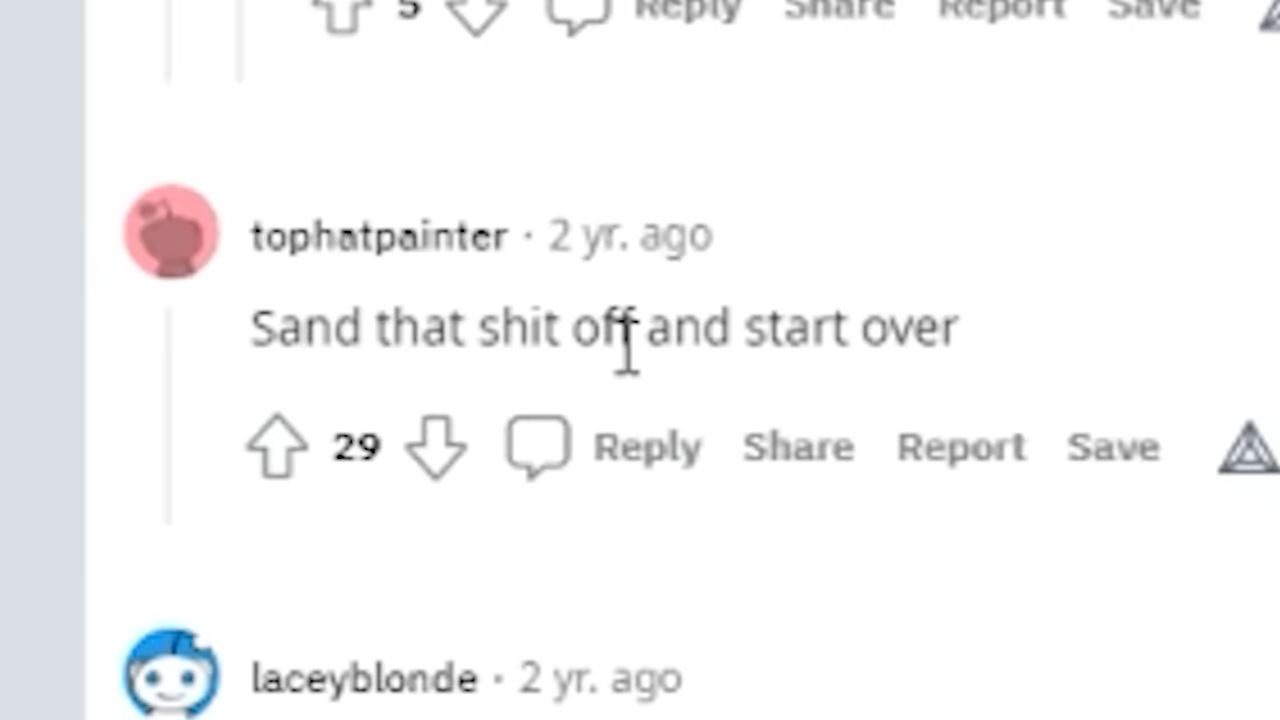 5 Reply Share Report Save
tophatpainter · 2 yr. ago
Sand that shit off and start over
29 Reply Share Report Save
laceyblonde · 2 yr. ago